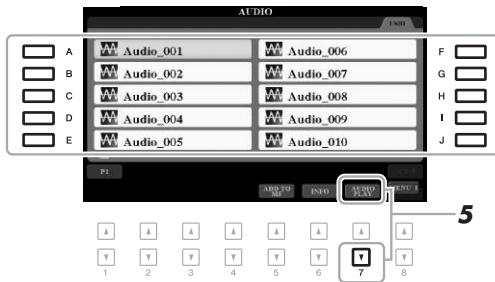 AUDIO
USB1
A Audio_001 Audio_006 F
B Audio_002 Audio_007 G
C Audio_003 Audio_008 H
D Audio_004 Audio_009 I
E Audio_005 Audio_010 J
P1
ADD TO MF INFO AUDIO PLAY MENU 1
5
1 2 3 4 5 6 7 8